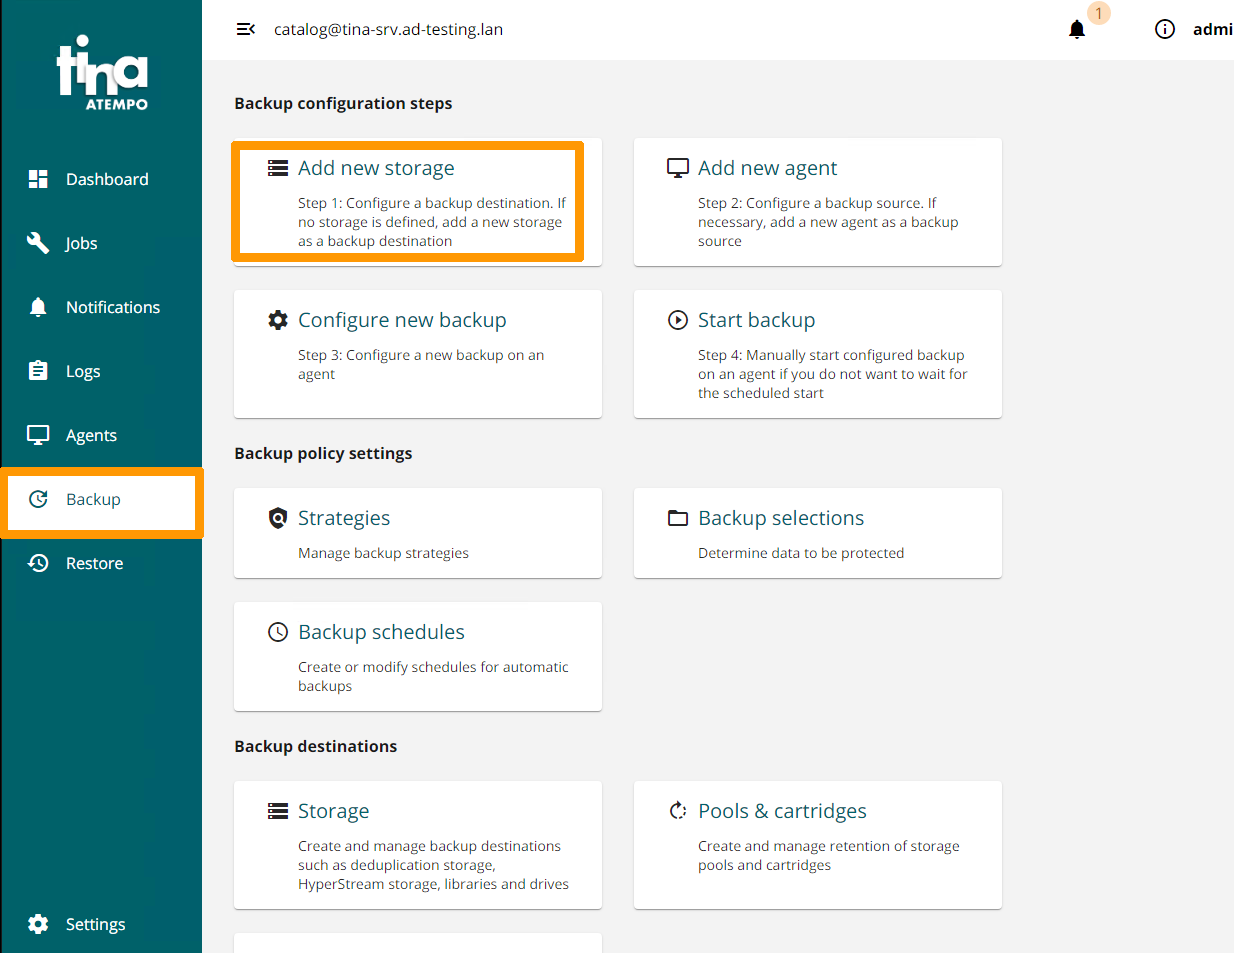 tina
ATEMPO
Dashboard
Jobs
Notifications
Logs
Agents
Backup
Restore
Settings
catalog@tina-srv.ad-testing.lan
1
admi
Backup configuration steps
Add new storage
Step 1: Configure a backup destination. If
no storage is defined, add a new storage
as a backup destination
Add new agent
Step 2: Configure a backup source. If
necessary, add a new agent as a backup
source
Configure new backup
Step 3: Configure a new backup on an
agent
Start backup
Step 4: Manually start configured backup
on an agent if you do not want to wait for
the scheduled start
Backup policy settings
Strategies
Manage backup strategies
Backup selections
Determine data to be protected
Backup schedules
Create or modify schedules for automatic
backups
Backup destinations
Storage
Create and manage backup destinations
such as deduplication storage,
HyperStream storage, libraries and drives
Pools & cartridges
Create and manage retention of storage
pools and cartridges